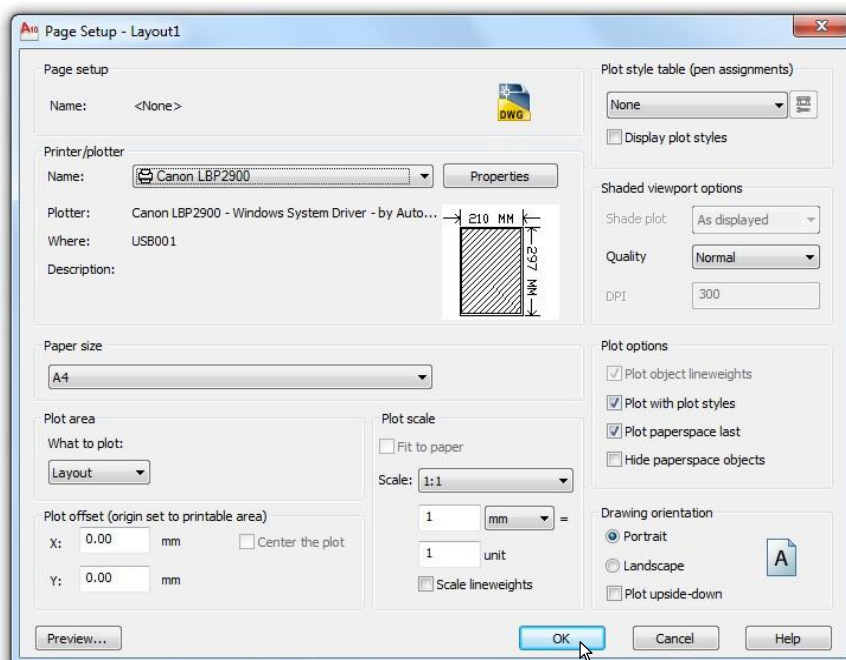 A10 Page Setup - Layout1
Page setup
Name: <None>
DWG
Printer/plotter
Name: Canon LBP2900 Properties
Plotter: Canon LBP2900 - Windows System Driver - by Auto...
Where: USB001
Description:
210 MM
297 MM
Paper size
A4
Plot area
What to plot:
Layout
Plot offset (origin set to printable area)
X: 0.00 mm Center the plot
Y: 0.00 mm
Plot scale
Fit to paper
Scale: 1:1
1 mm =
1 unit
Scale lineweights
Plot style table (pen assignments)
None
Display plot styles
Shaded viewport options
Shade plot As displayed
Quality Normal
DPI 300
Plot options
Plot object lineweights
Plot with plot styles
Plot paperspace last
Hide paperspace objects
Drawing orientation
Portrait
Landscape
A
Plot upside-down
Preview... OK Cancel Help